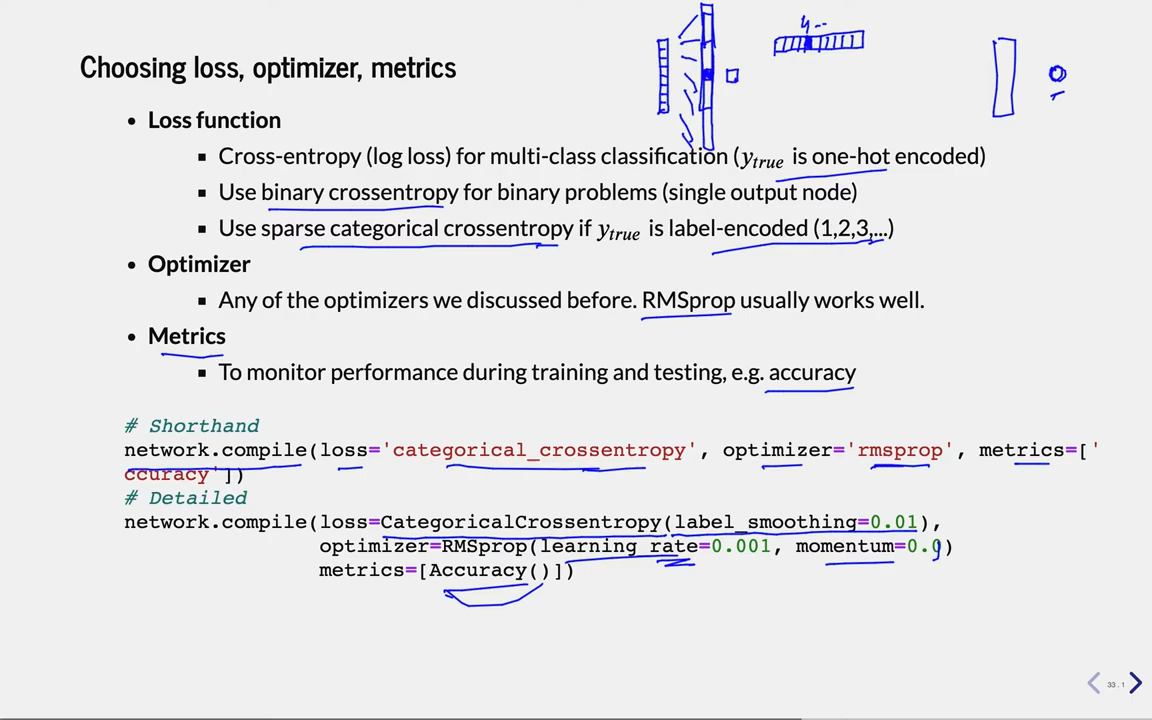 Choosing loss, optimizer, metrics
• Loss function
▪ Cross-entropy (log loss) for multi-class classification (y_true is one-hot encoded)
▪ Use binary crossentropy for binary problems (single output node)
▪ Use sparse categorical crossentropy if y_true is label-encoded (1,2,3,...)
• Optimizer
▪ Any of the optimizers we discussed before. RMSprop usually works well.
• Metrics
▪ To monitor performance during training and testing, e.g. accuracy
# Shorthand
network.compile(loss='categorical_crossentropy', optimizer='rmsprop', metrics=['
ccuracy'])
# Detailed
network.compile(loss=CategoricalCrossentropy(label_smoothing=0.01),
optimizer=RMSprop(learning_rate=0.001, momentum=0.0)
metrics=[Accuracy()])
33 . 1